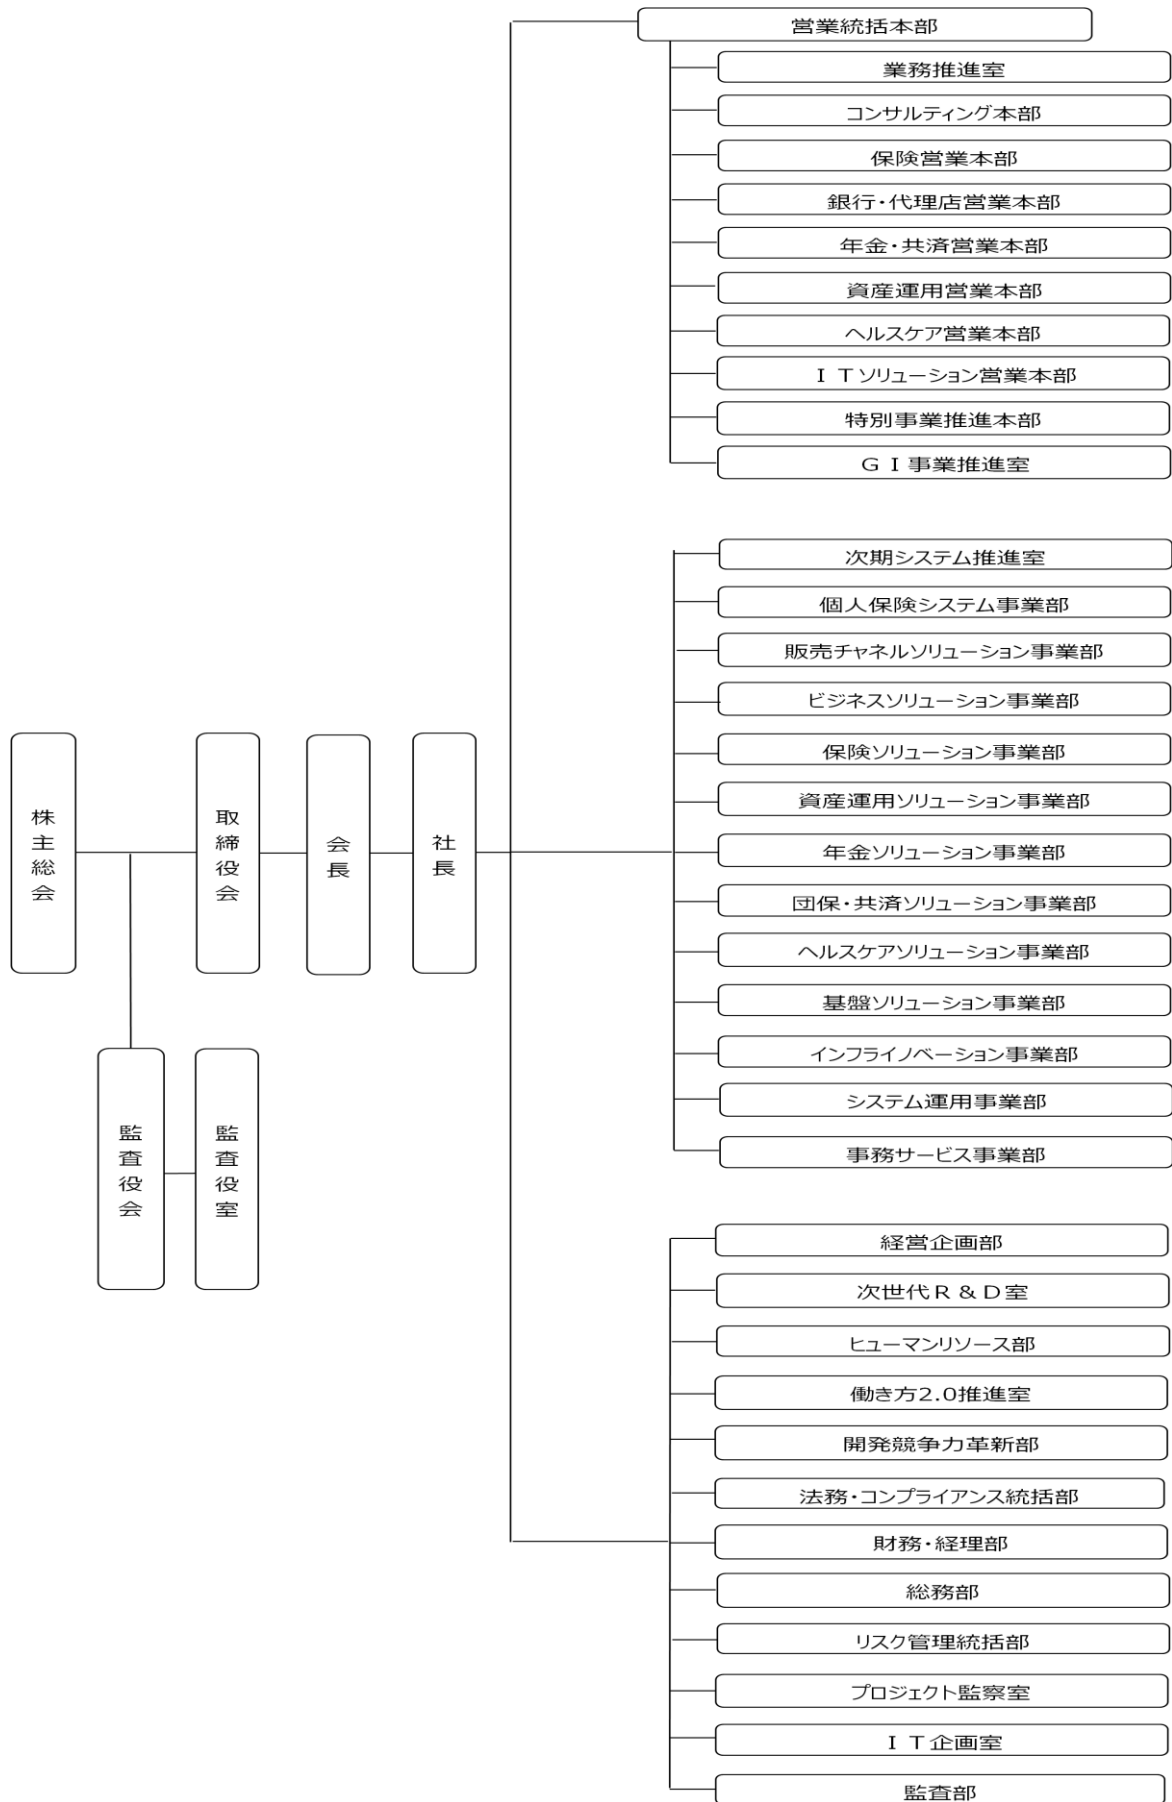 営業統括本部
業務推進室
コンサルティング本部
保険営業本部
銀行・代理店営業本部
年金・共済営業本部
資産運用営業本部
ヘルスケア営業本部
ＩＴソリューション営業本部
特別事業推進本部
ＧＩ事業推進室
次期システム推進室
個人保険システム事業部
販売チャネルソリューション事業部
ビジネスソリューション事業部
保険ソリューション事業部
資産運用ソリューション事業部
年金ソリューション事業部
団保・共済ソリューション事業部
ヘルスケアソリューション事業部
基盤ソリューション事業部
インフライノベーション事業部
システム運用事業部
事務サービス事業部
株主総会
取締役会
会長
社長
監査役会
監査役室
経営企画部
次世代Ｒ＆Ｄ室
ヒューマンリソース部
働き方2.0推進室
開発競争力革新部
法務・コンプライアンス統括部
財務・経理部
総務部
リスク管理統括部
プロジェクト監察室
ＩＴ企画室
監査部